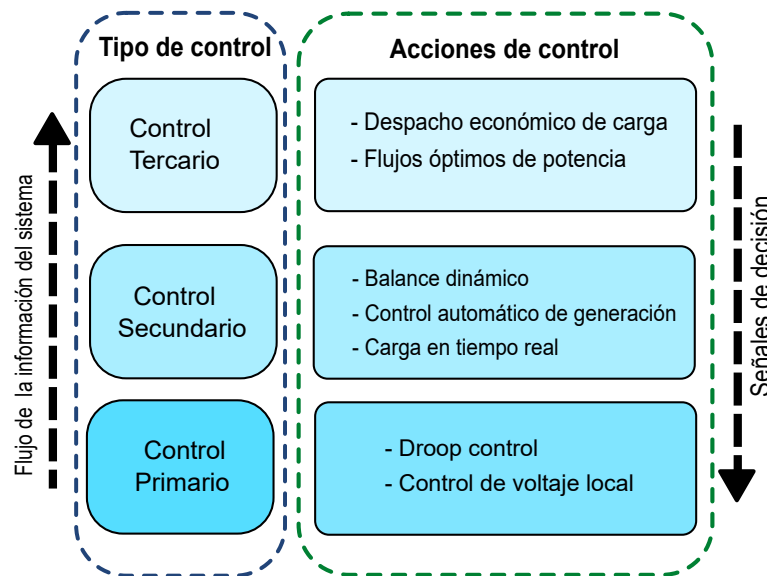 Tipo de control
Acciones de control
Flujo de la información del sistema
Control
Tercario
- Despacho económico de carga
- Flujos óptimos de potencia
Control
Secundario
- Balance dinámico
- Control automático de generación
- Carga en tiempo real
Control
Primario
- Droop control
- Control de voltaje local
Señales de decisión